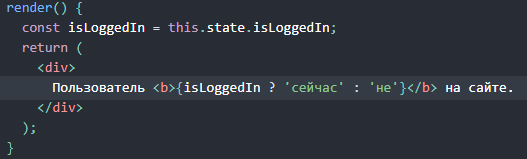 render() {
  const isLoggedIn = this.state.isLoggedIn;
  return (
    <div>
      Пользователь <b>{isLoggedIn ? 'сейчас' : 'не'}</b> на сайте.
    </div>
  );
}